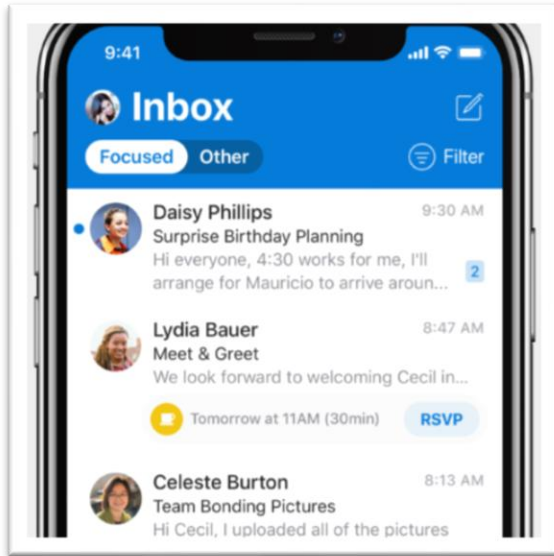 9:41
Inbox
Focused Other Filter
Daisy Phillips 9:30 AM
Surprise Birthday Planning
Hi everyone, 4:30 works for me, I'll
arrange for Mauricio to arrive aroun... 2
Lydia Bauer 8:47 AM
Meet & Greet
We look forward to welcoming Cecil in...
Tomorrow at 11AM (30min) RSVP
Celeste Burton 8:13 AM
Team Bonding Pictures
Hi Cecil, I uploaded all of the pictures